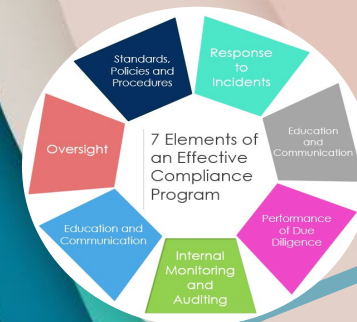 Standards,
Policies and
Procedures
Response
to
Incidents
Education
and
Communication
Performance
of Due
Diligence
Internal
Monitoring
and
Auditing
Education and
Communication
Oversight
7 Elements of
an Effective
Compliance
Program